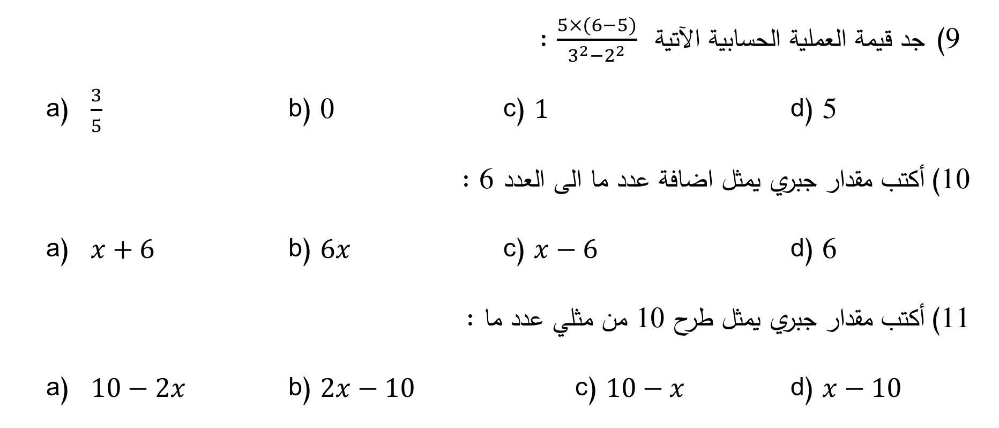 9) جد قيمة العملية الحسابية الآتية $\frac{5×(6−5)}{3^2−2^2}$ :
a) $\frac{3}{5}$ b) 0 c) 1 d) 5
10) أكتب مقدار جبري يمثل اضافة عدد ما الى العدد 6 :
a) x + 6 b) 6x c) x − 6 d) 6
11) أكتب مقدار جبري يمثل طرح 10 من مثلي عدد ما :
a) 10 − 2x b) 2x − 10 c) 10 − x d) x − 10